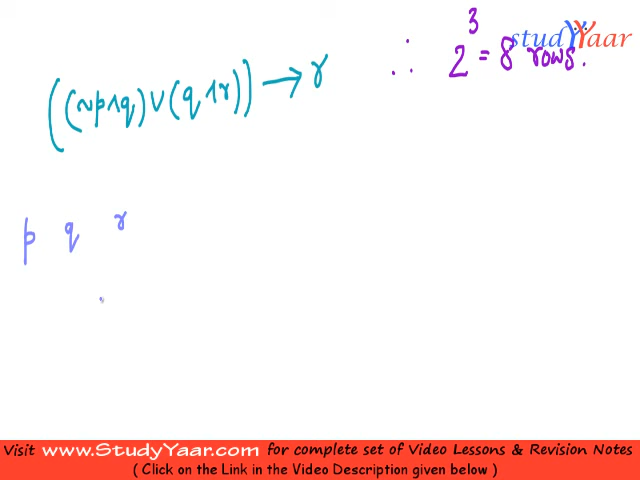 ((~p∧q)∨(q∧r))→r
∴ 2³=8 rows.
studYYaar
p q r
Visit www.StudyYaar.com for complete set of Video Lessons & Revision Notes
( Click on the Link in the Video Description given below )